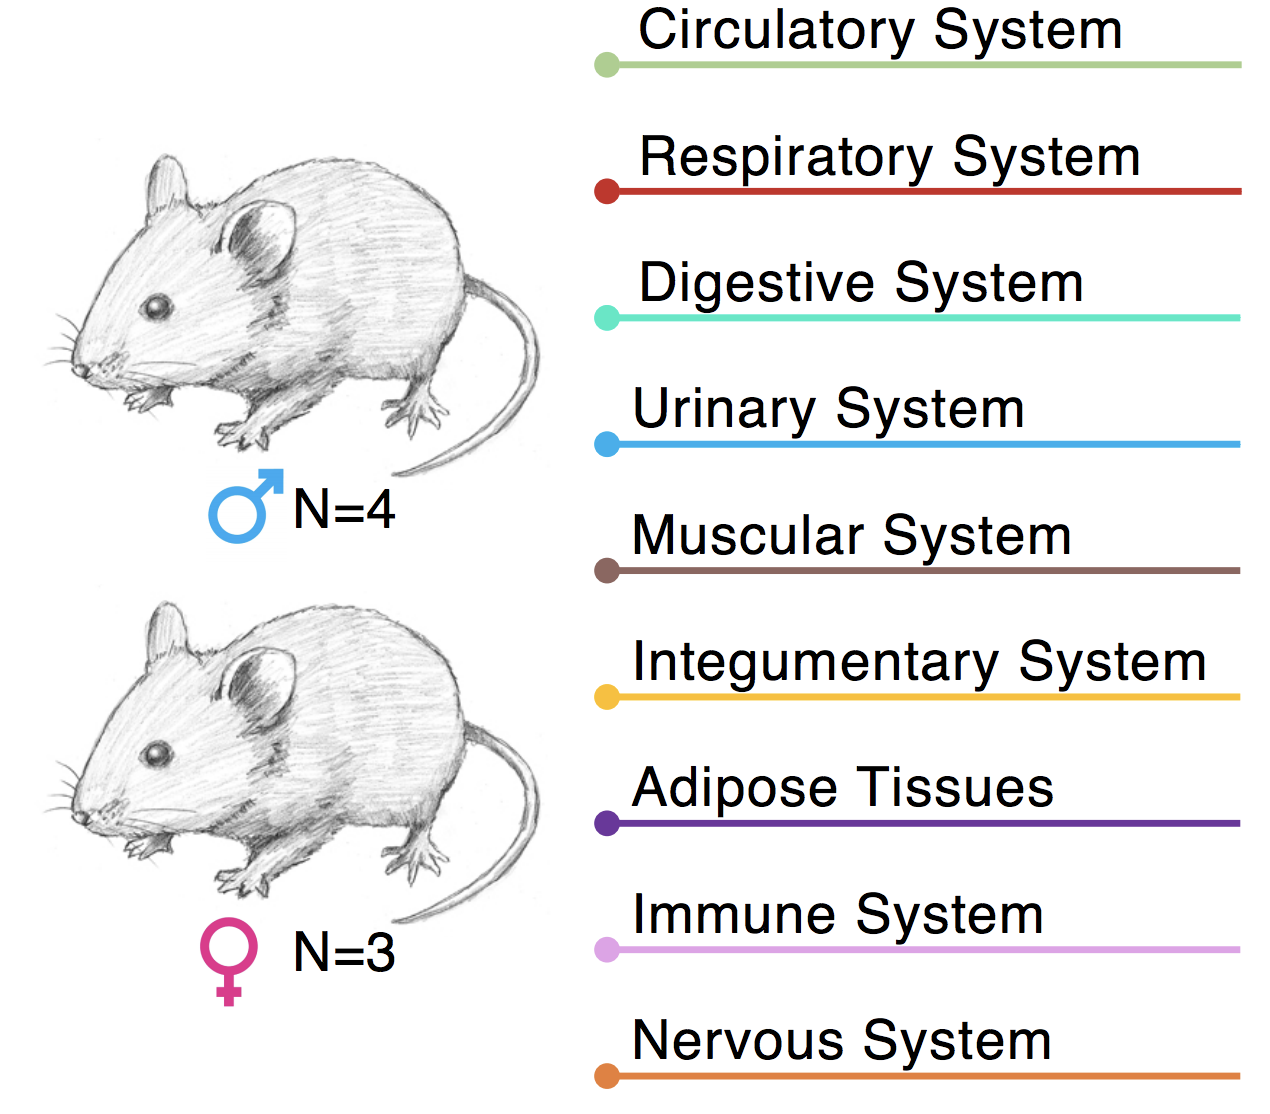 Circulatory System
Respiratory System
Digestive System
Urinary System
Muscular System
Integumentary System
Adipose Tissues
Immune System
Nervous System
♂ N=4
♀ N=3